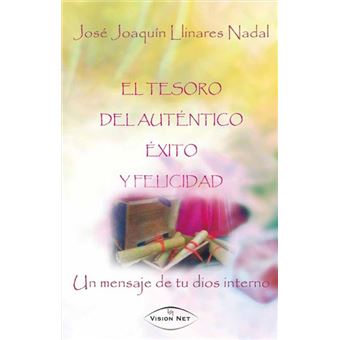 José Joaquín Llinares Nadal
EL TESORO
DEL AUTÉNTICO
ÉXITO
Y FELICIDAD
Un mensaje de tu dios interno
VISION NET